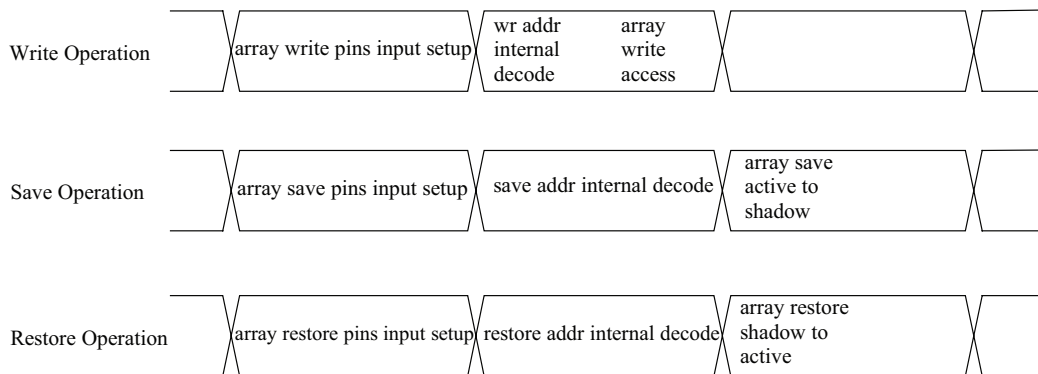 Write Operation
array write pins input setup
wr addr array
internal write
decode access
Save Operation
array save pins input setup
save addr internal decode
array save
active to
shadow
Restore Operation
array restore pins input setup
restore addr internal decode
array restore
shadow to
active